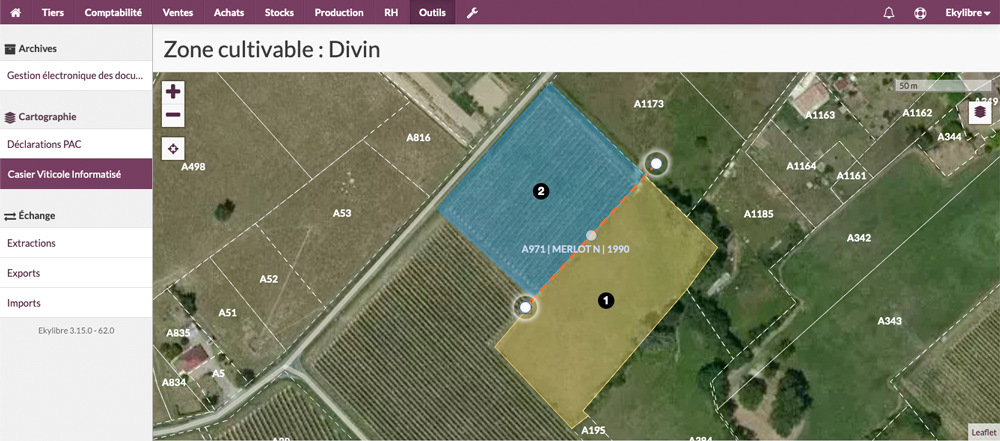 Tiers
Comptabilité
Ventes
Achats
Stocks
Production
RH
Outils
Ekylibre
Archives
Gestion électronique des docu...
Cartographie
Déclarations PAC
Casier Viticole Informatisé
Échange
Extractions
Exports
Imports
Ekylibre 3.15.0 - 62.0
Zone cultivable : Divin
50 m
A1173
A1163
A1162
A344
A816
A498
A1164
A1161
2
A53
A1185
A342
A971 | MERLOT N | 1990
A52
1
A51
A343
A835
A834
A5
A195
Leaflet